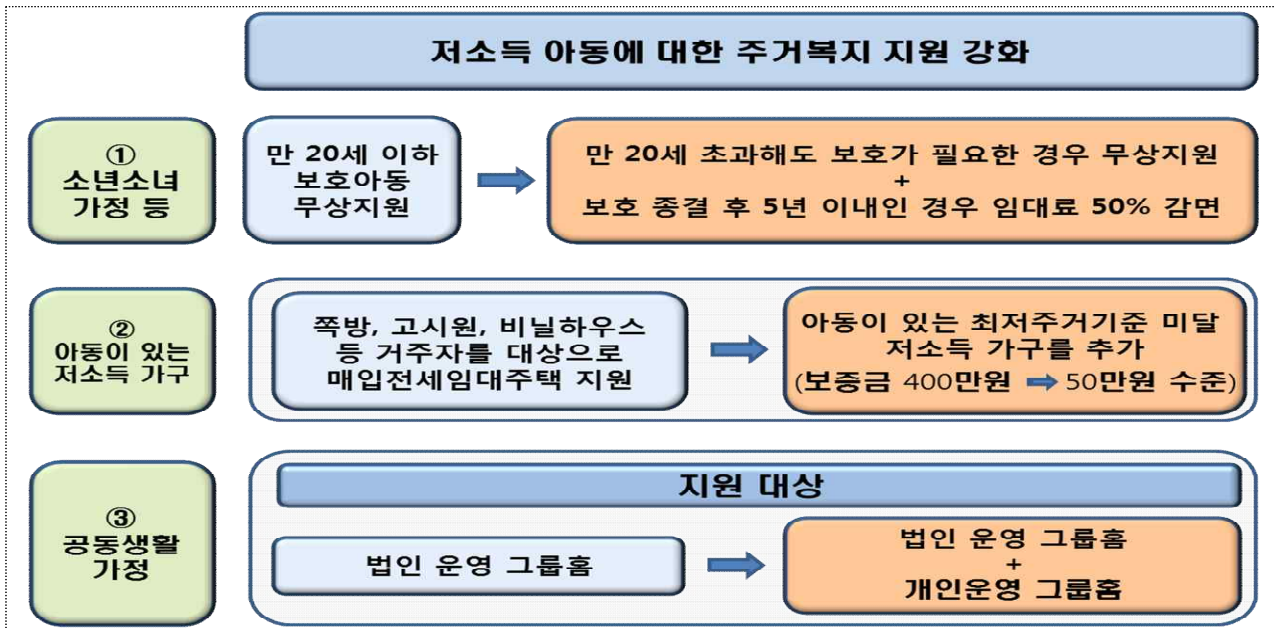 저소득 아동에 대한 주거복지 지원 강화
①
소년소녀
가정 등
만 20세 이하
보호아동
무상지원
만 20세 초과해도 보호가 필요한 경우 무상지원
+
보호 종결 후 5년 이내인 경우 임대료 50% 감면
②
아동이 있는
저소득 가구
쪽방, 고시원, 비닐하우스
등 거주자를 대상으로
매입전세임대주택 지원
아동이 있는 최저주거기준 미달
저소득 가구를 추가
(보증금 400만원 ➡ 50만원 수준)
③
공동생활
가정
지원 대상
법인 운영 그룹홈
법인 운영 그룹홈
+
개인운영 그룹홈